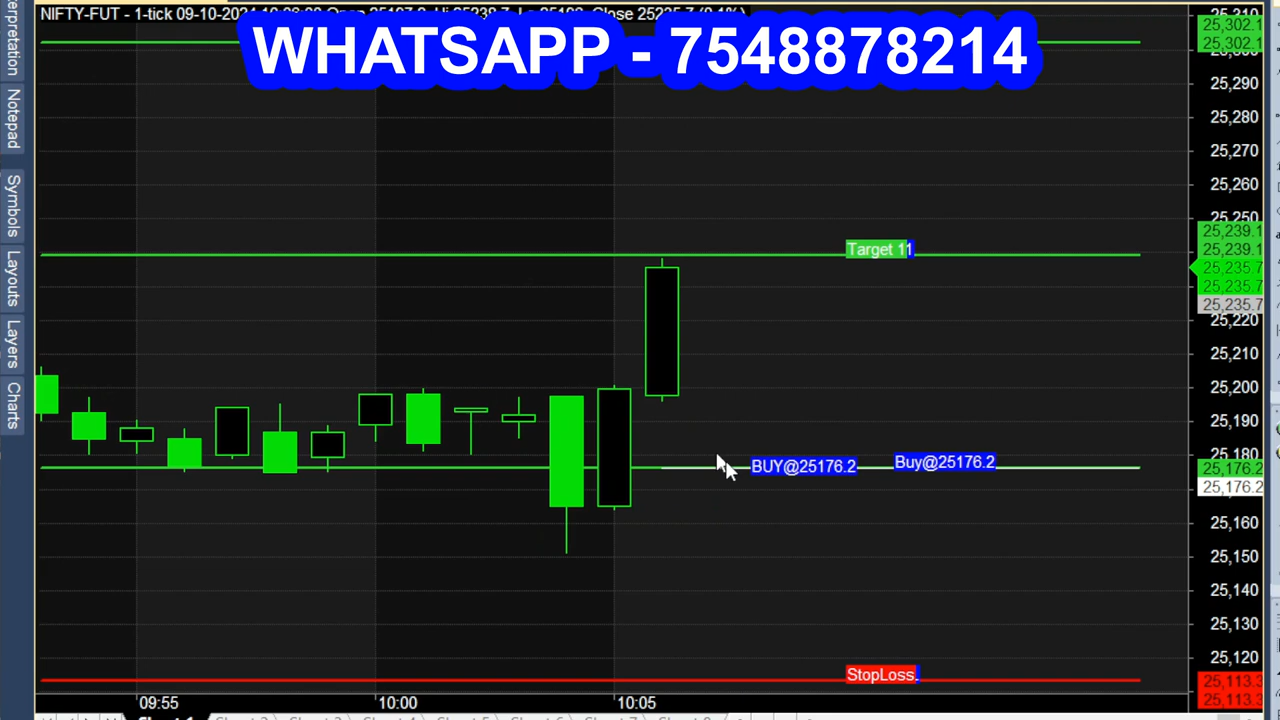 NIFTY-FUT - 1-tick 09-10-2024
WHATSAPP - 7548878214
Interpretation
Notepad
Symbols
Layouts
Layers
Charts
25,302.1
25,302.1
25,290
25,280
25,270
25,260
25,250
25,239.1
25,239.1
25,235.7
25,235.7
25,235.7
25,220
25,210
25,200
25,190
25,180
25,176.2
25,176.2
25,160
25,150
25,140
25,130
25,120
25,113.3
25,113.3
Target 11
BUY@25176.2
Buy@25176.2
StopLoss
09:55
10:00
10:05